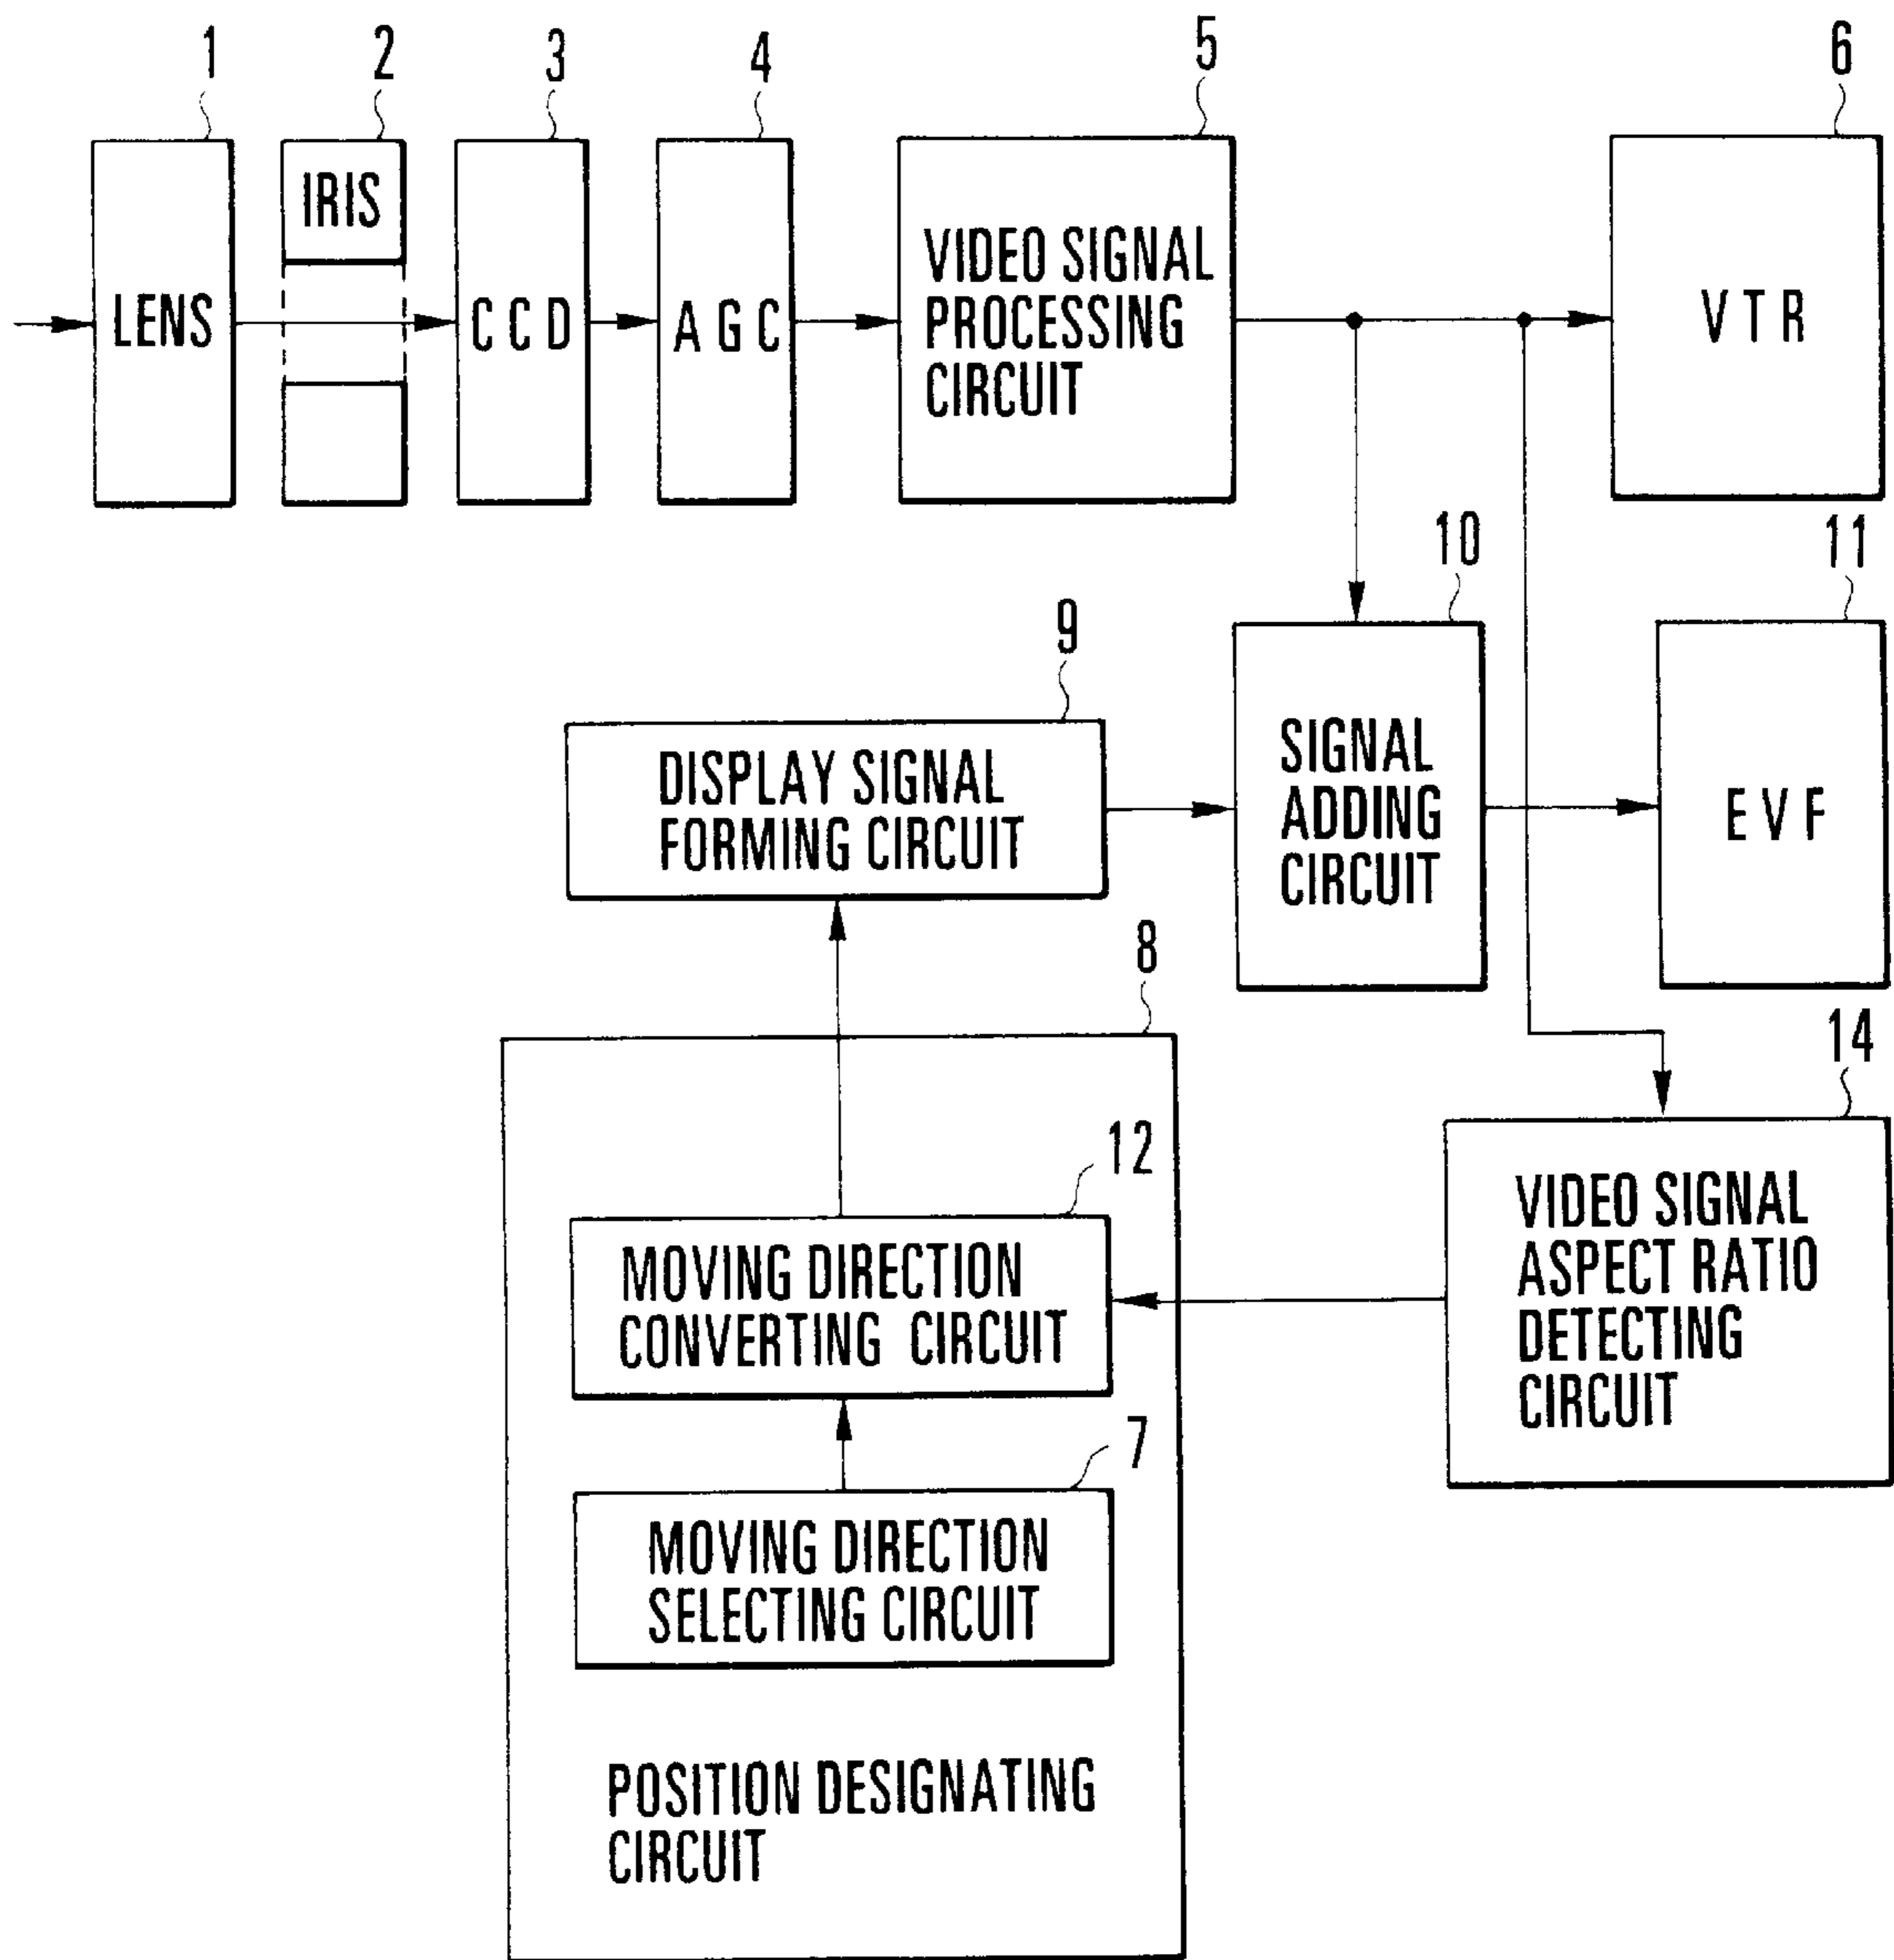 1
2
3
4
5
6
IRIS
LENS
C C D
A G C
VIDEO SIGNAL
PROCESSING
CIRCUIT
V T R
10
11
9
DISPLAY SIGNAL
FORMING CIRCUIT
SIGNAL
ADDING
CIRCUIT
E V F
8
14
12
MOVING DIRECTION
CONVERTING CIRCUIT
VIDEO SIGNAL
ASPECT RATIO
DETECTING
CIRCUIT
7
MOVING DIRECTION
SELECTING CIRCUIT
POSITION DESIGNATING
CIRCUIT